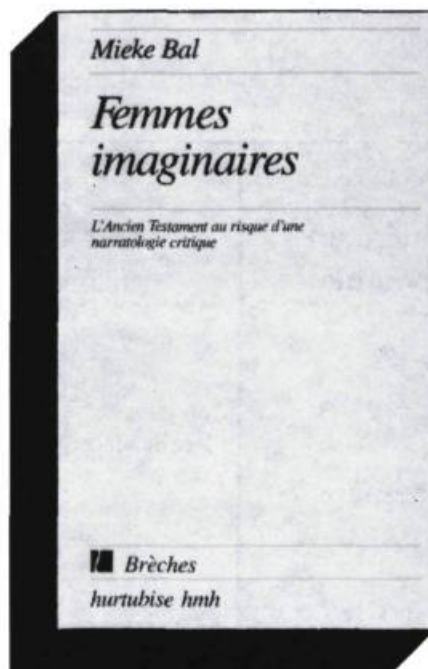 Mieke Bal
Femmes
imaginaires
L'Ancien Testament au risque d'une
narratologie critique
Brèches
hurtubise hmh